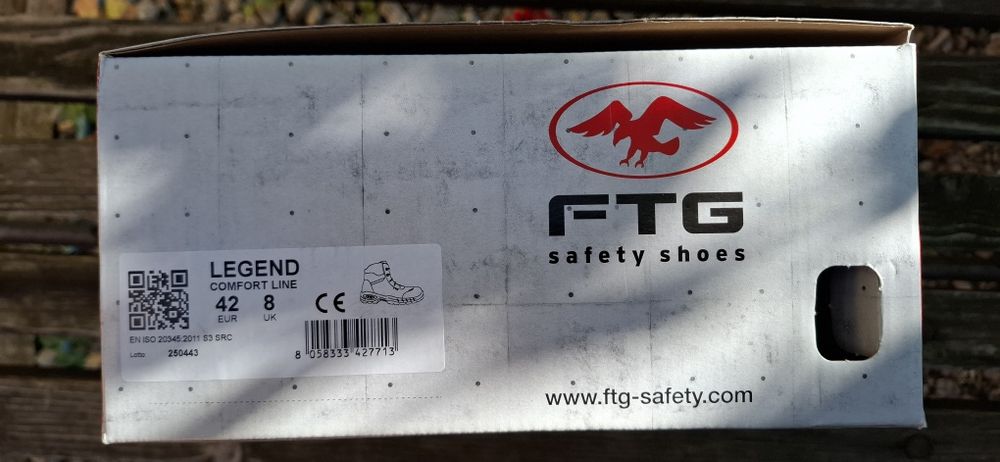 FTG
safety shoes
LEGEND
COMFORT LINE
42 8
EUR UK
CE
EN ISO 20345:2011 S3 SRC
Lotto 250443
8 058333 427713
www.ftg-safety.com